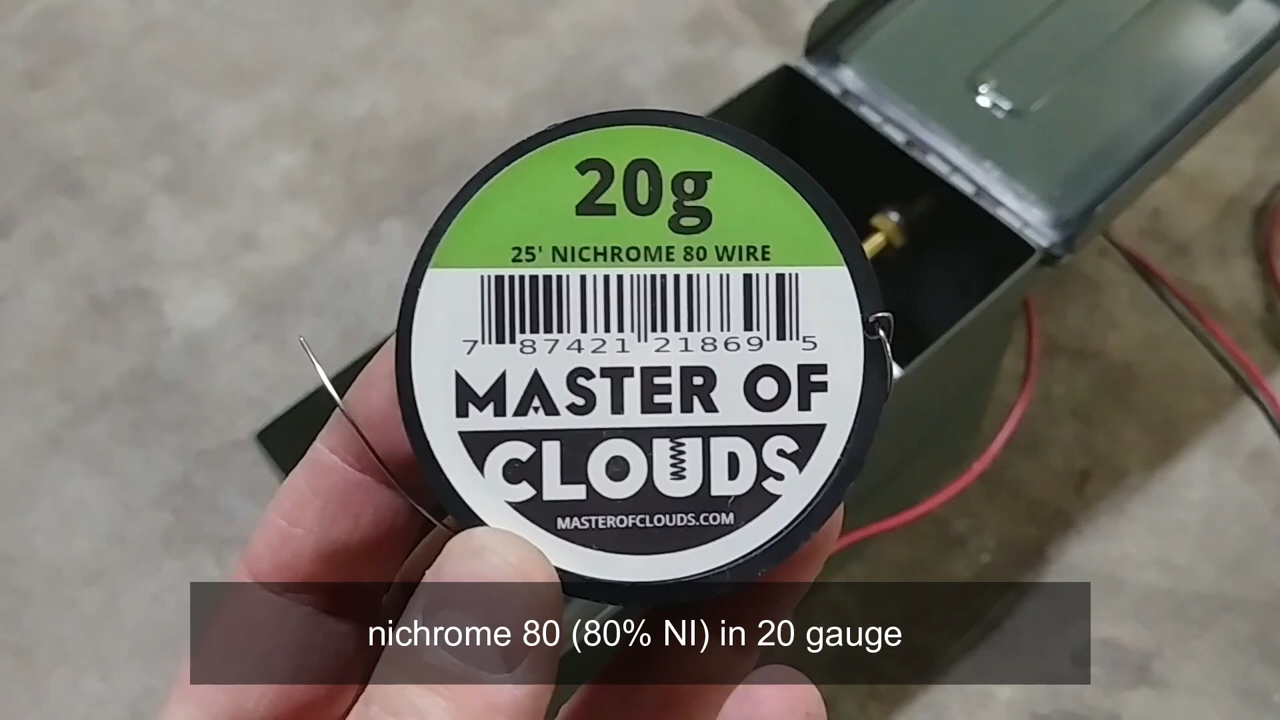 20g
25' NICHROME 80 WIRE
7 87421 21869 5
MASTER OF
CLOUDS
MASTEROFCLOUDS.COM
nichrome 80 (80% NI) in 20 gauge